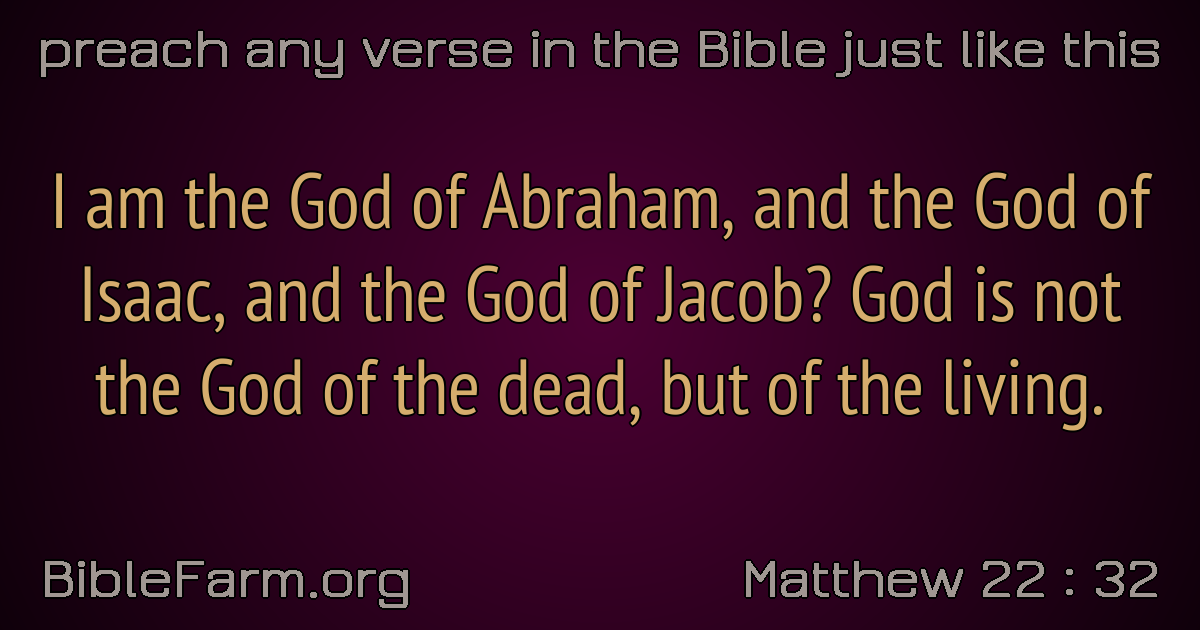 preach any verse in the Bible just like this
I am the God of Abraham, and the God of
Isaac, and the God of Jacob? God is not
the God of the dead, but of the living.
BibleFarm.org
Matthew 22 : 32